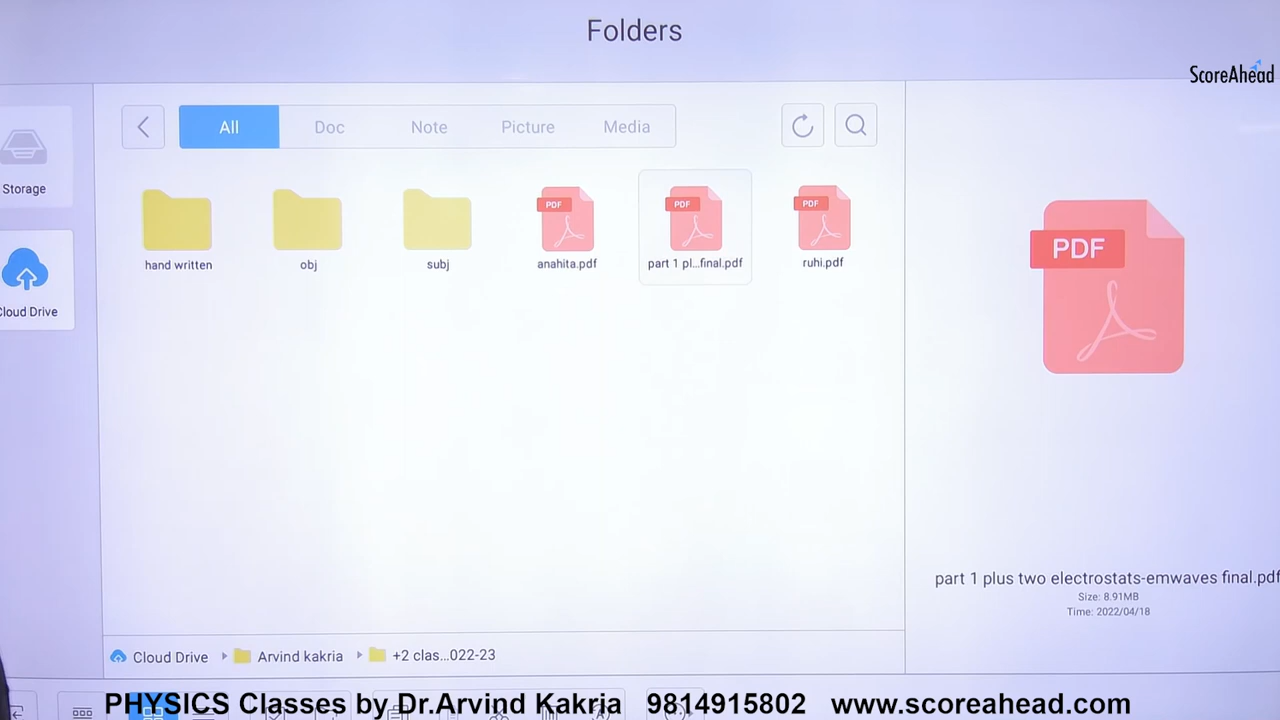 Folders
ScoreAhead
All
Doc
Note
Picture
Media
Storage
Cloud Drive
hand written
obj
subj
PDF
anahita.pdf
PDF
part 1 pl...final.pdf
PDF
ruhi.pdf
PDF
part 1 plus two electrostats-emwaves final.pdf
Size: 8.91MB
Time: 2022/04/18
Cloud Drive
Arvind kakria
+2 clas...022-23
PHYSICS Classes by Dr.Arvind Kakria 9814915802 www.scoreahead.com